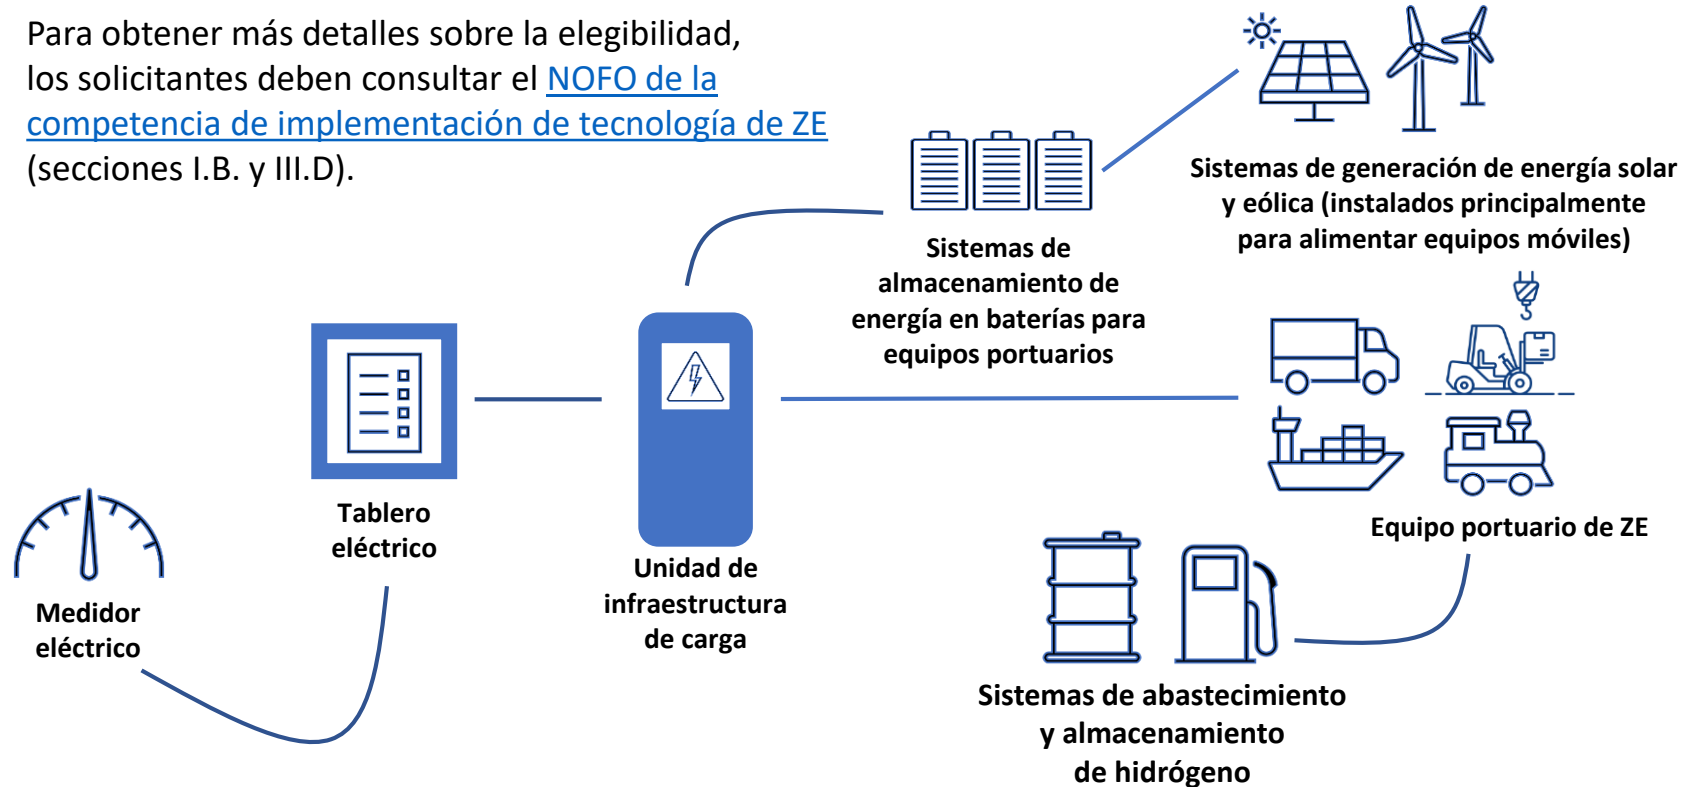 Para obtener más detalles sobre la elegibilidad,
los solicitantes deben consultar el NOFO de la
competencia de implementación de tecnología de ZE
(secciones I.B. y III.D).
Sistemas de generación de energía solar
y eólica (instalados principalmente
para alimentar equipos móviles)
Sistemas de
almacenamiento de
energía en baterías para
equipos portuarios
Tablero
eléctrico
Equipo portuario de ZE
Unidad de
infraestructura
de carga
Medidor
eléctrico
Sistemas de abastecimiento
y almacenamiento
de hidrógeno